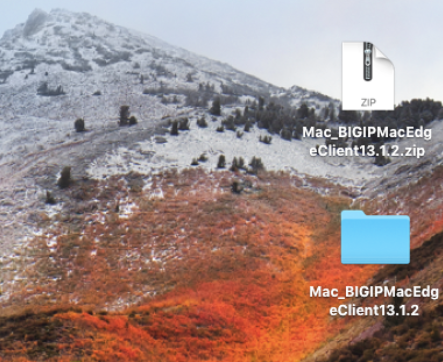 ZIP
Mac_BIGIPMacEdg
eClient13.1.2.zip
Mac_BIGIPMacEdg
eClient13.1.2